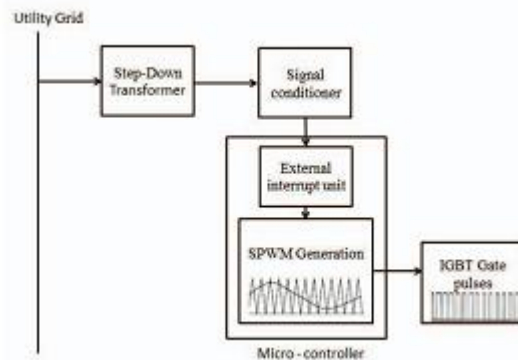 Utility Grid
Step-Down
Transformer
Signal
conditioner
External
interrupt unit
SPWM Generation
IGBT Gate
pulses
Micro - controller